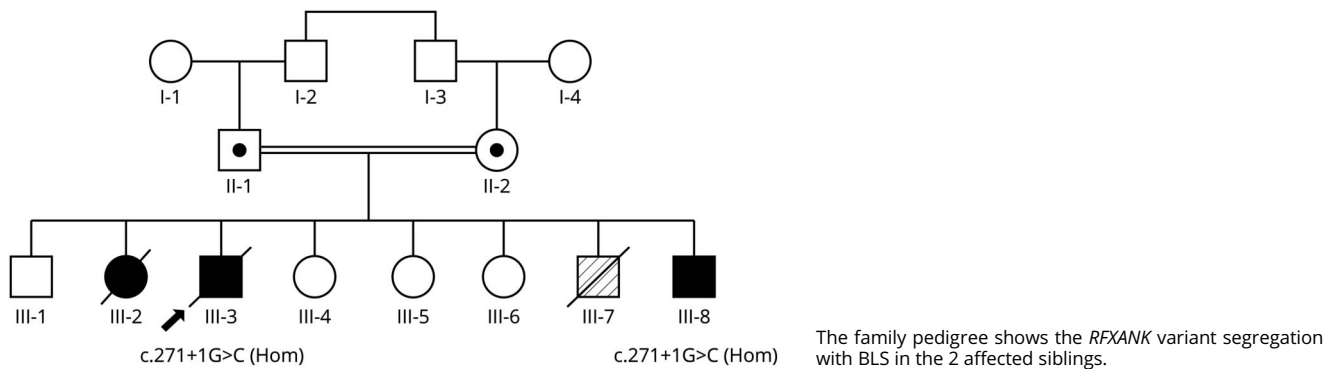 I-1 I-2 I-3 I-4
II-1 II-2
III-1 III-2 III-3 III-4 III-5 III-6 III-7 III-8
c.271+1G>C (Hom) c.271+1G>C (Hom)
The family pedigree shows the RFXANK variant segregation
with BLS in the 2 affected siblings.